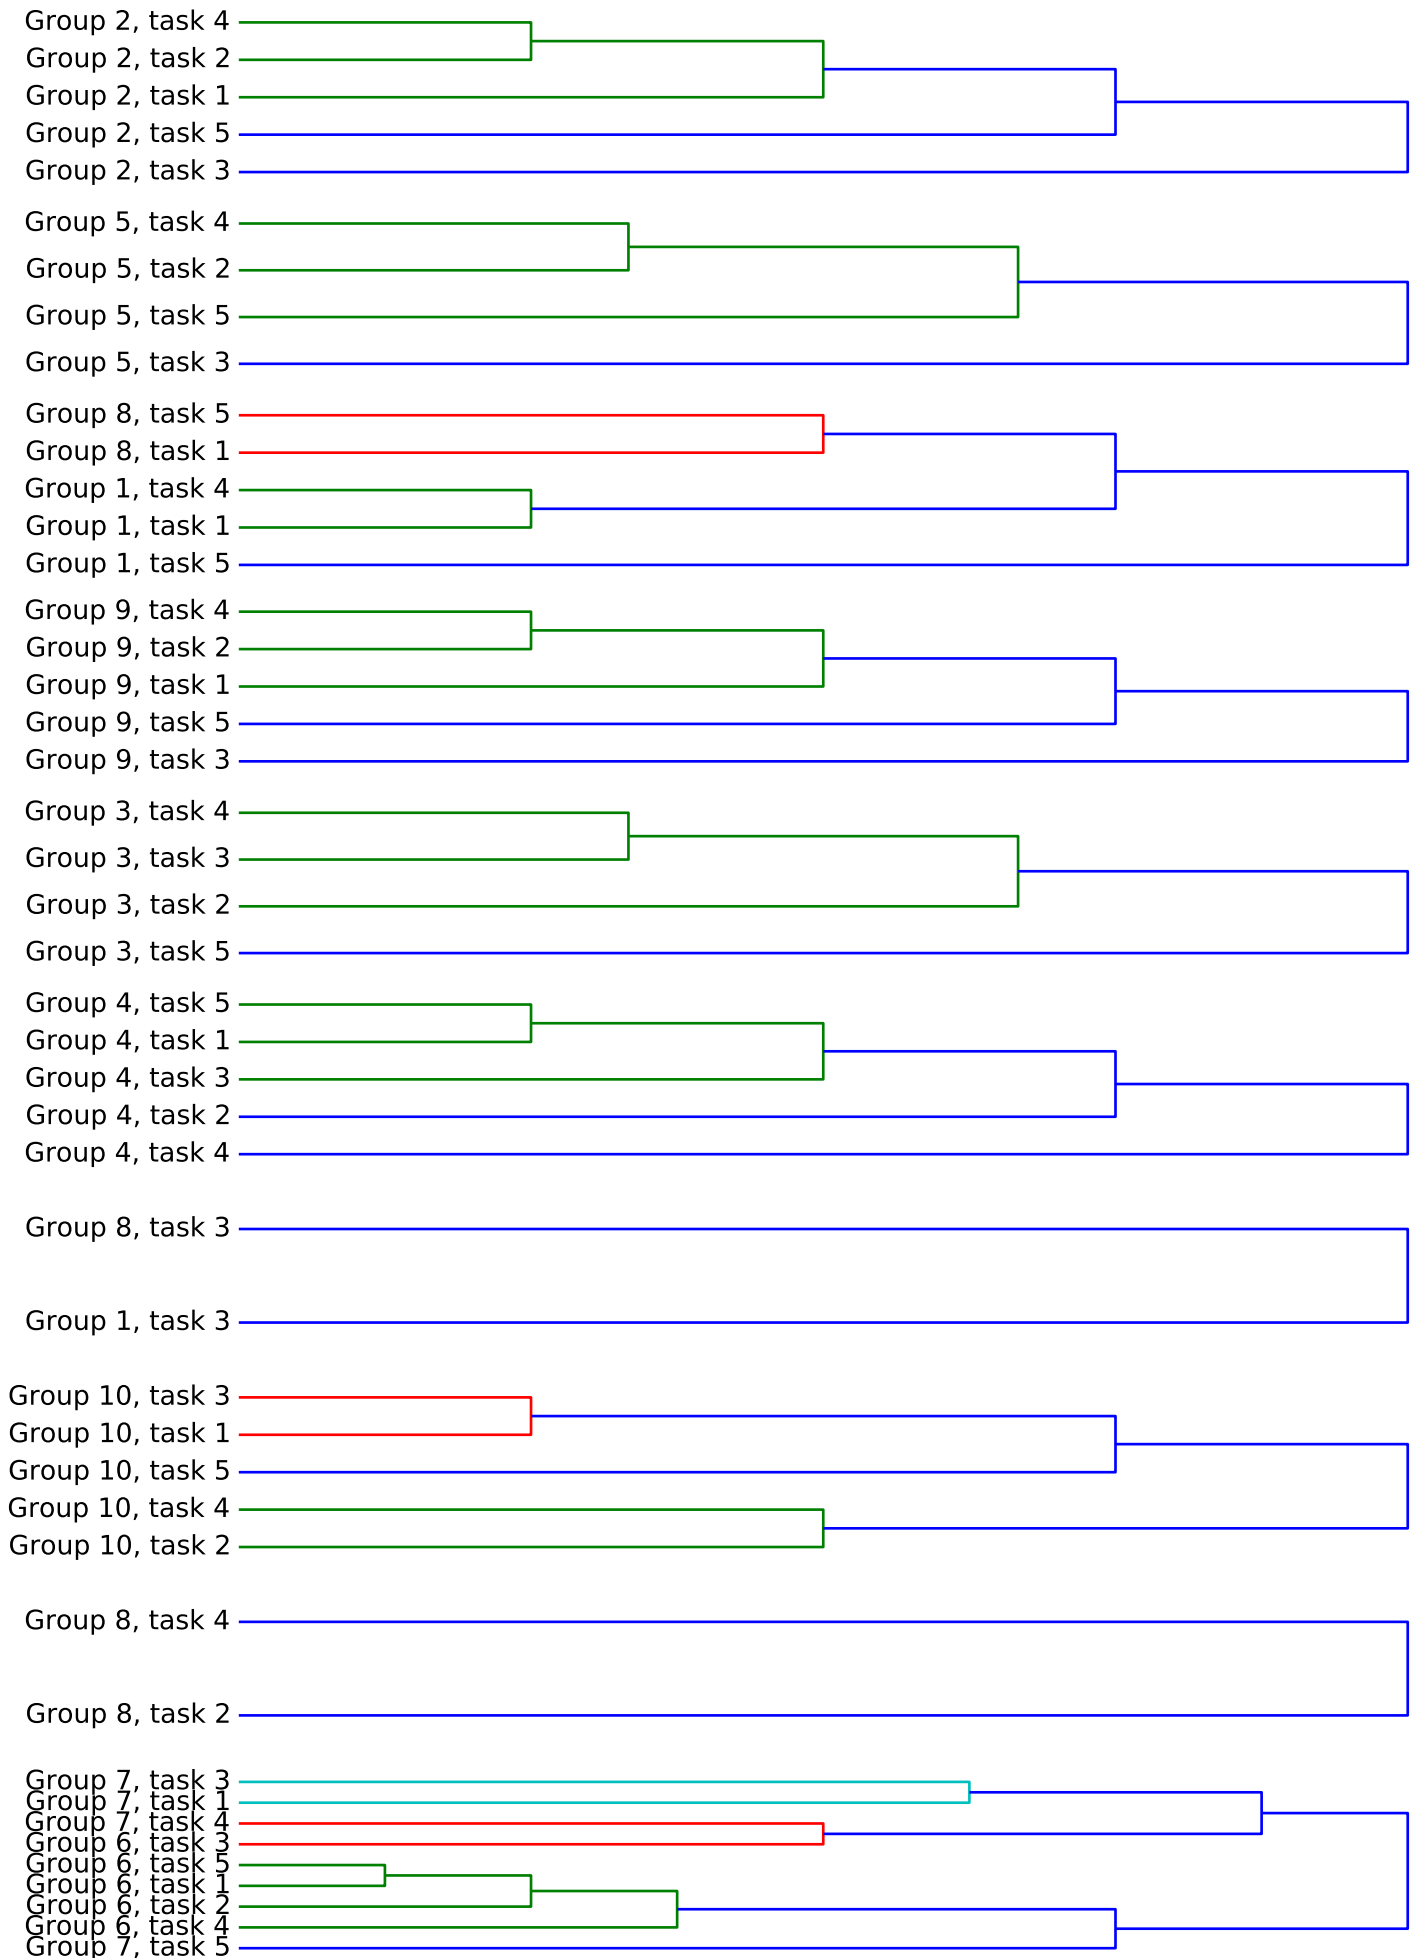 Group 2, task 4
Group 2, task 2
Group 2, task 1
Group 2, task 5
Group 2, task 3
Group 5, task 4
Group 5, task 2
Group 5, task 5
Group 5, task 3
Group 8, task 5
Group 8, task 1
Group 1, task 4
Group 1, task 1
Group 1, task 5
Group 9, task 4
Group 9, task 2
Group 9, task 1
Group 9, task 5
Group 9, task 3
Group 3, task 4
Group 3, task 3
Group 3, task 2
Group 3, task 5
Group 4, task 5
Group 4, task 1
Group 4, task 3
Group 4, task 2
Group 4, task 4
Group 8, task 3
Group 1, task 3
Group 10, task 3
Group 10, task 1
Group 10, task 5
Group 10, task 4
Group 10, task 2
Group 8, task 4
Group 8, task 2
Group 7, task 3
Group 7, task 1
Group 7, task 4
Group 6, task 3
Group 6, task 5
Group 6, task 1
Group 6, task 2
Group 6, task 4
Group 7, task 5